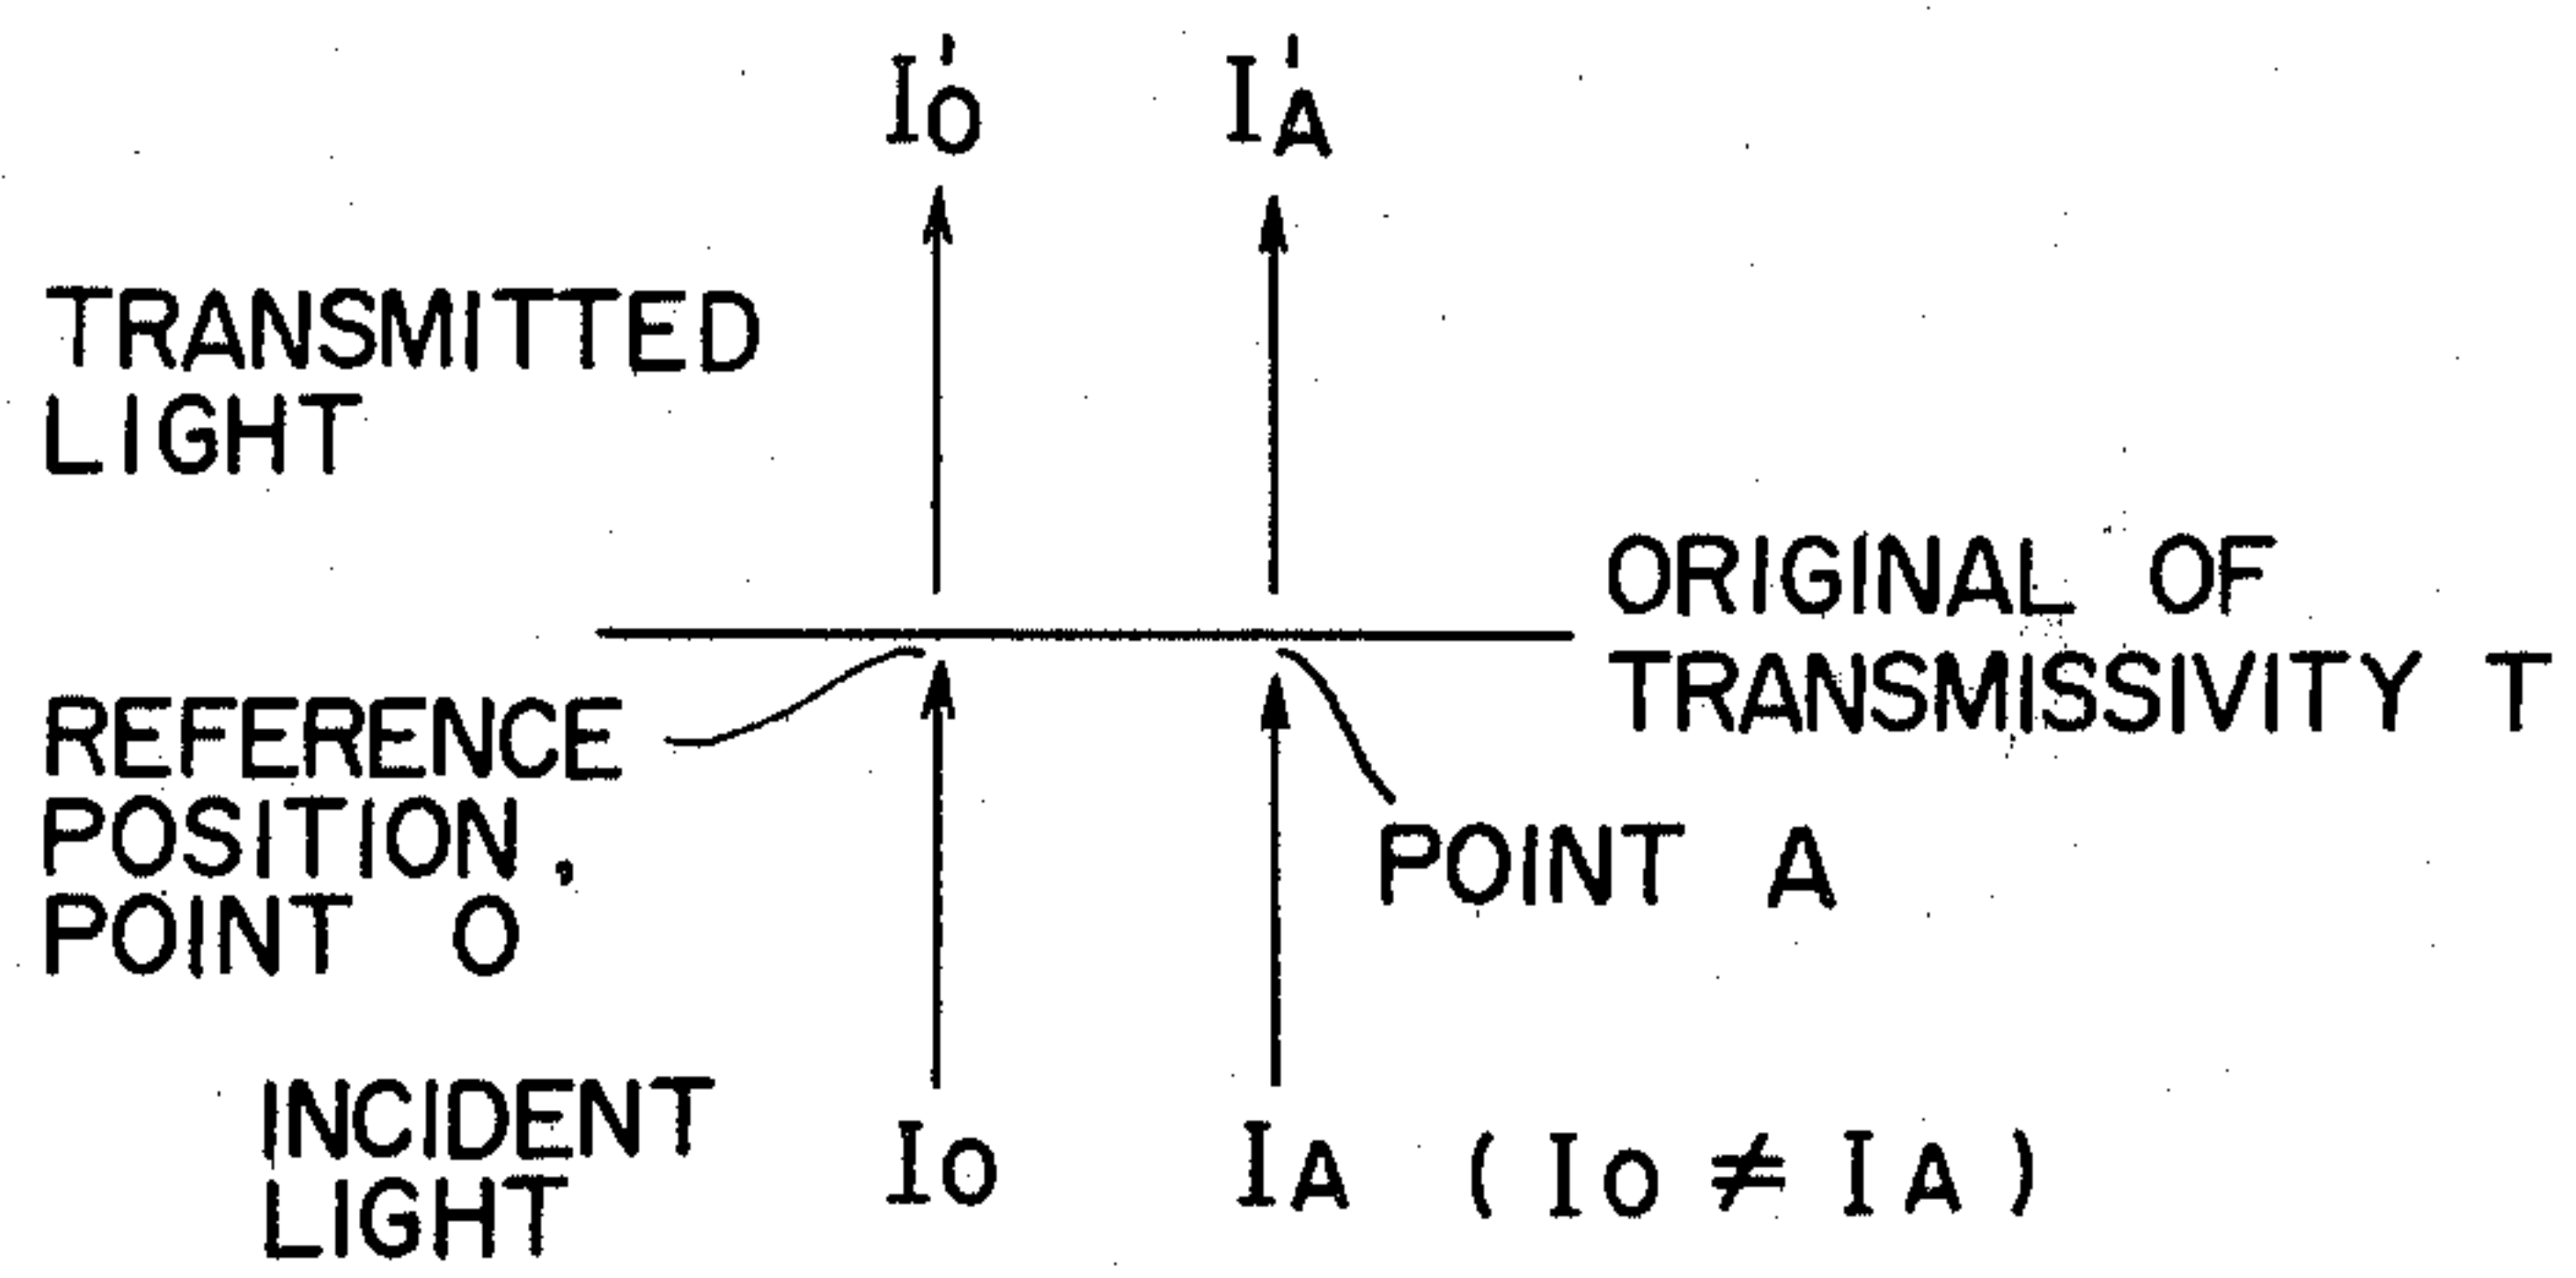 I'O I'A
TRANSMITTED
LIGHT
ORIGINAL OF
TRANSMISSIVITY T
REFERENCE
POSITION,
POINT O
POINT A
INCIDENT
LIGHT
IO IA (IO ≠ IA)